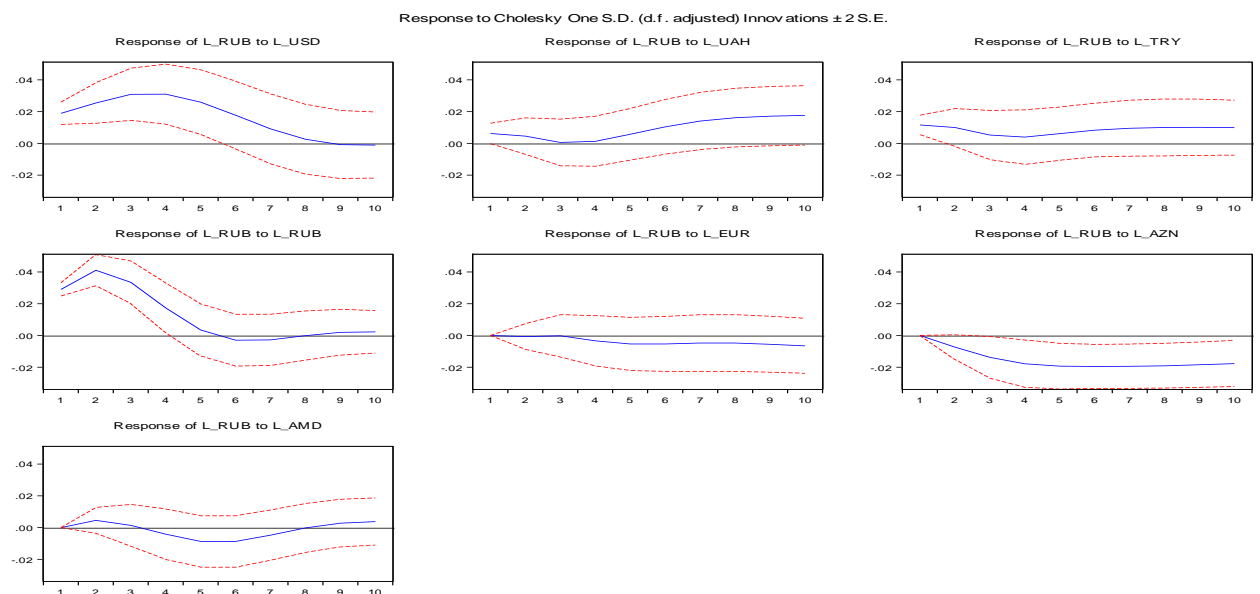 Response to Cholesky One S.D. (d.f. adjusted) Innovations ± 2 S.E.
Response of L_RUB to L_USD
.04
.02
.00
-.02
1 2 3 4 5 6 7 8 9 10
Response of L_RUB to L_UAH
.04
.02
.00
-.02
1 2 3 4 5 6 7 8 9 10
Response of L_RUB to L_TRY
.04
.02
.00
-.02
1 2 3 4 5 6 7 8 9 10
Response of L_RUB to L_RUB
.04
.02
.00
-.02
1 2 3 4 5 6 7 8 9 10
Response of L_RUB to L_EUR
.04
.02
.00
-.02
1 2 3 4 5 6 7 8 9 10
Response of L_RUB to L_AZN
.04
.02
.00
-.02
1 2 3 4 5 6 7 8 9 10
Response of L_RUB to L_AMD
.04
.02
.00
-.02
1 2 3 4 5 6 7 8 9 10